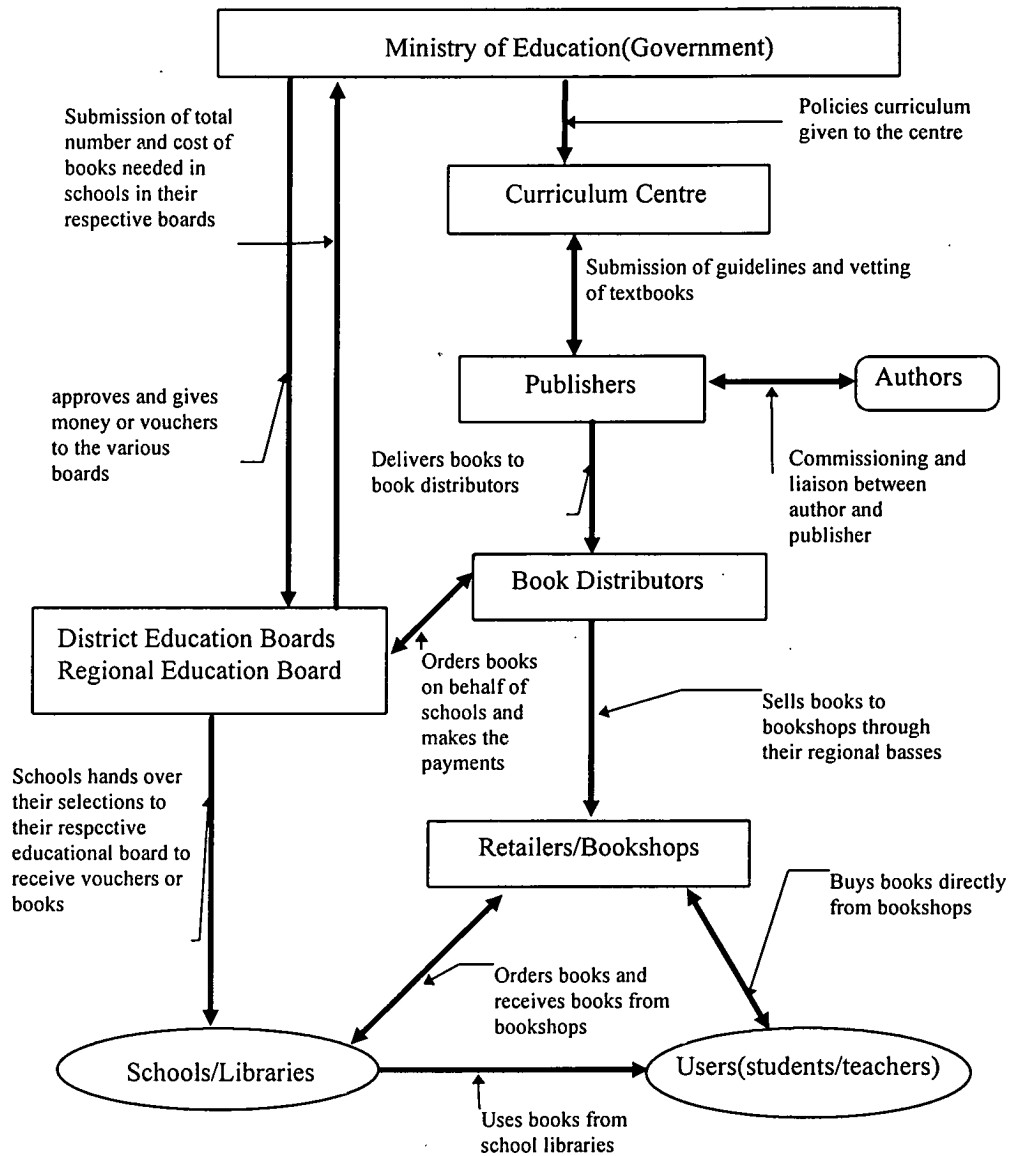 Ministry of Education(Government)
Submission of total
number and cost of
books needed in
schools in their
respective boards
Policies curriculum
given to the centre
Curriculum Centre
Submission of guidelines and vetting
of textbooks
Publishers
Authors
approves and gives
money or vouchers
to the various
boards
Delivers books to
book distributors
Commissioning and
liaison between
author and
publisher
Book Distributors
District Education Boards
Regional Education Board
Orders books
on behalf of
schools and
makes the
payments
Sells books to
bookshops through
their regional basses
Schools hands over
their selections to
their respective
educational board to
receive vouchers or
books
Retailers/Bookshops
Buys books directly
from bookshops
Orders books and
receives books from
bookshops
Schools/Libraries
Users(students/teachers)
Uses books from
school libraries